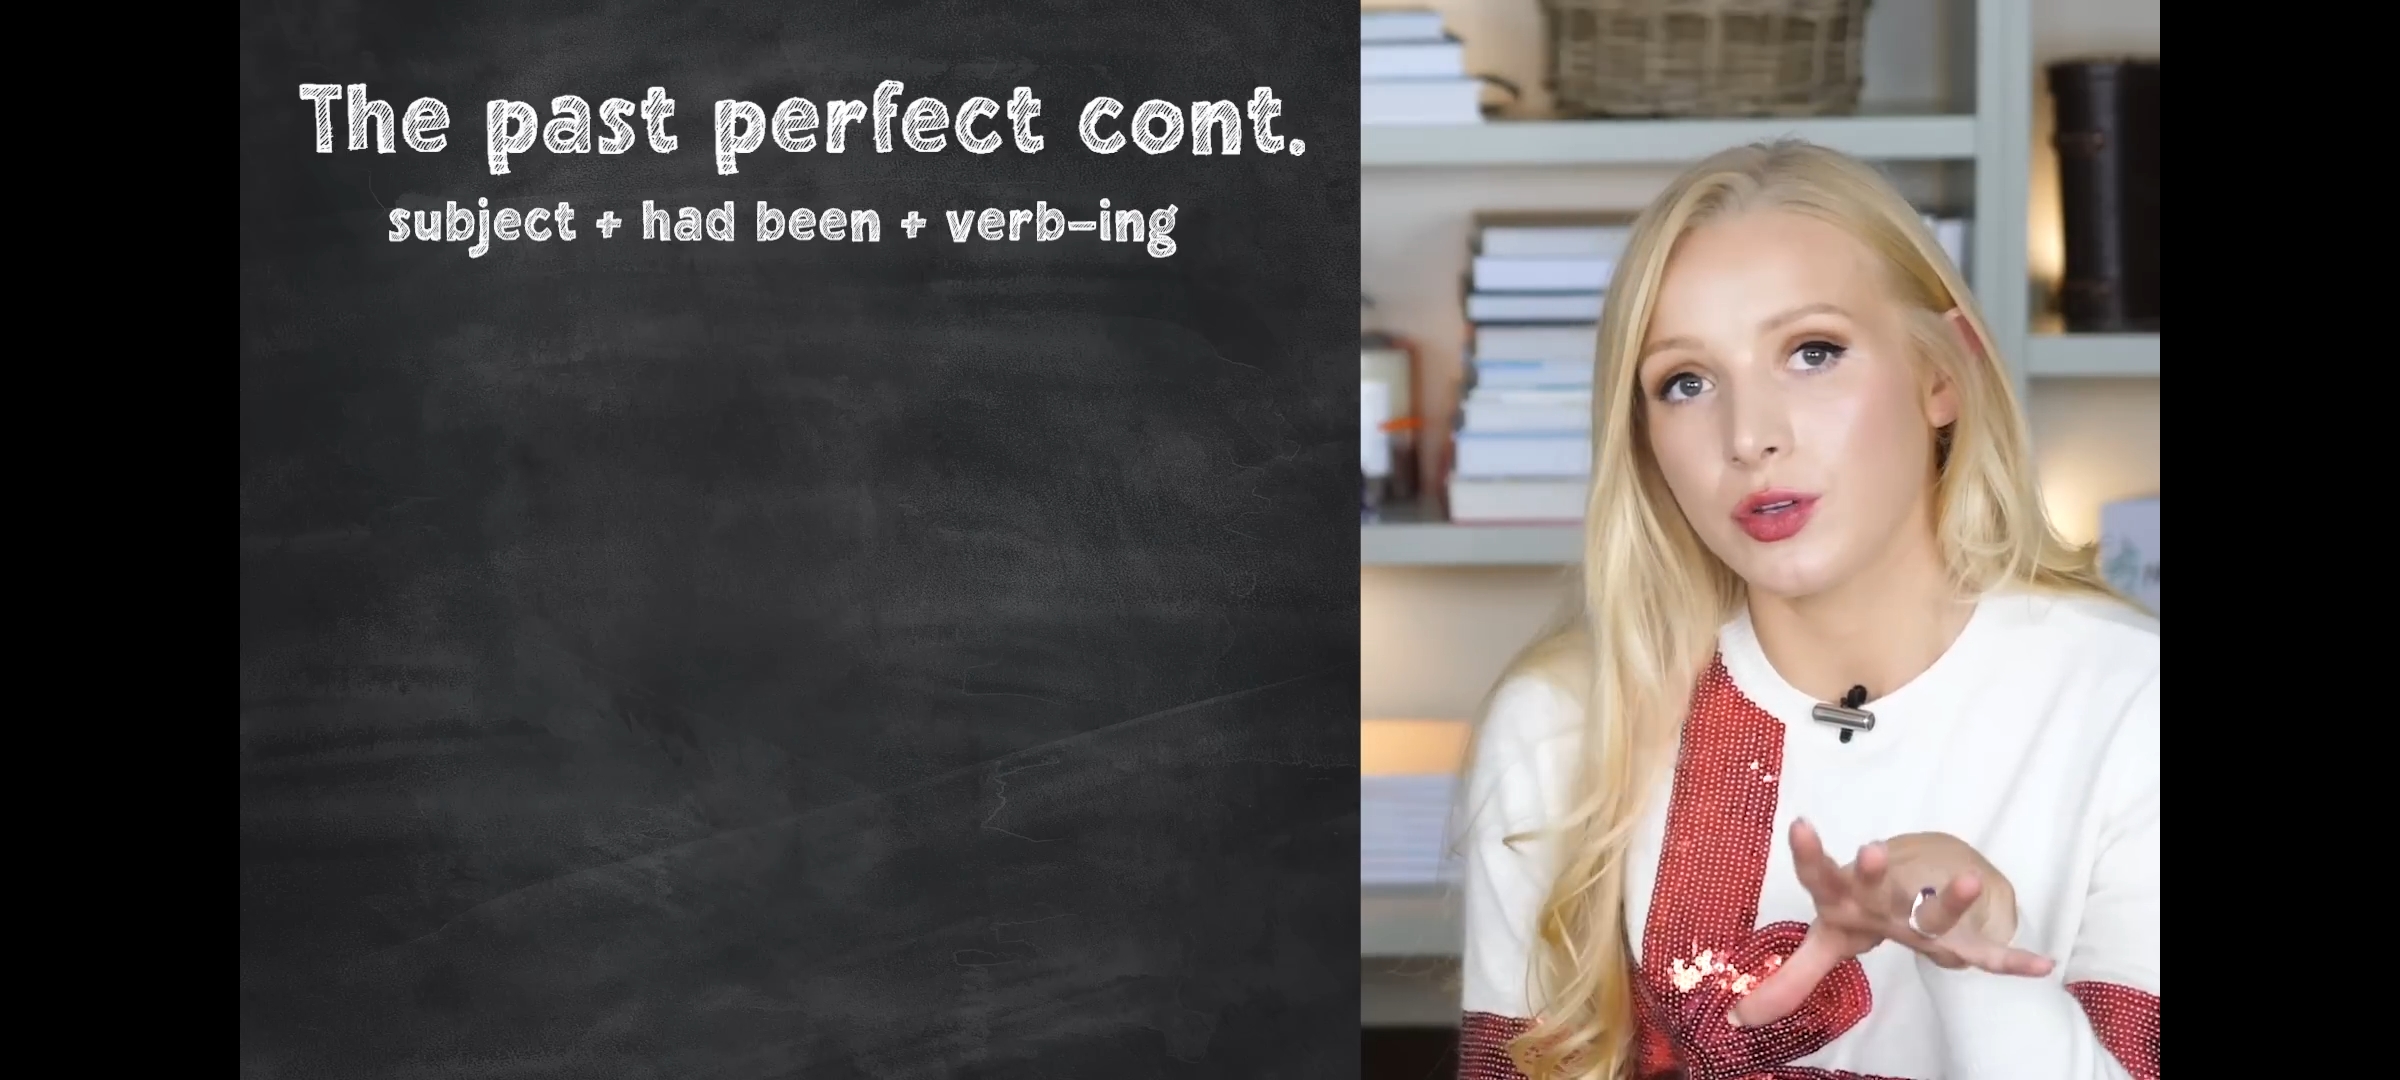 The past perfect cont.
subject + had been + verb-ing